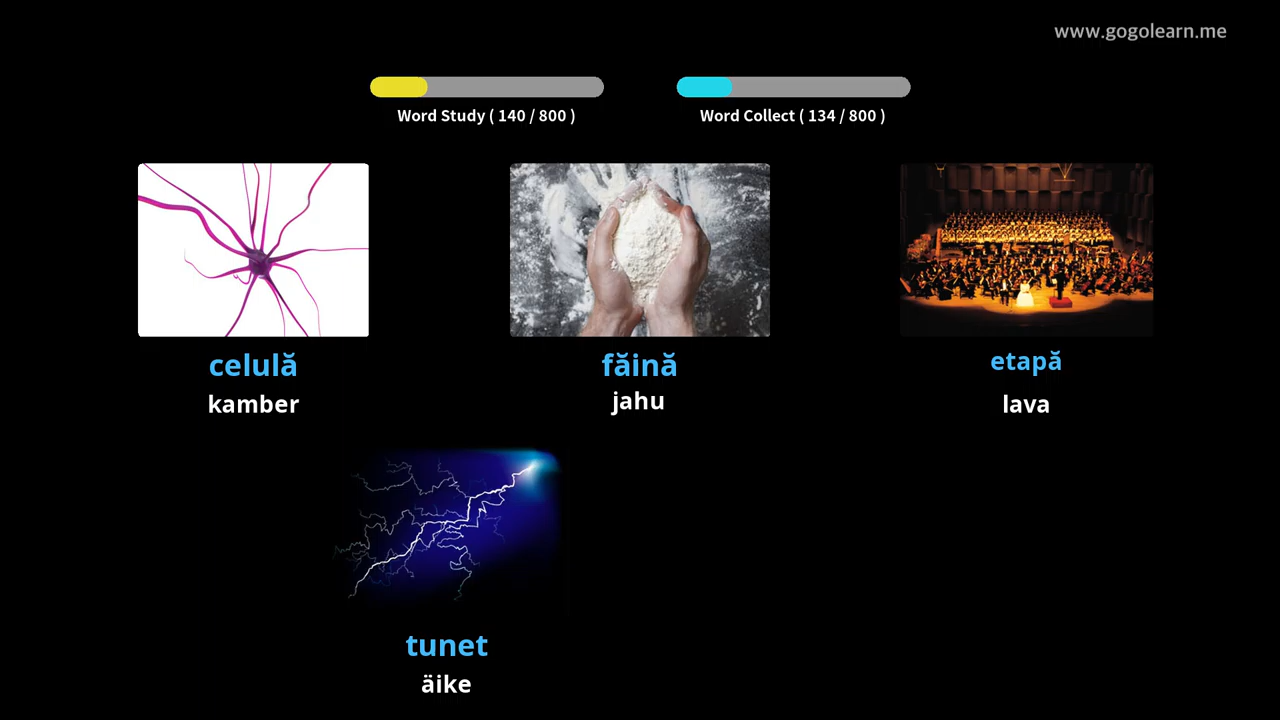 www.gogolearn.me
Word Study ( 140 / 800 )
Word Collect ( 134 / 800 )
celulă
kamber
făină
jahu
etapă
lava
tunet
äike